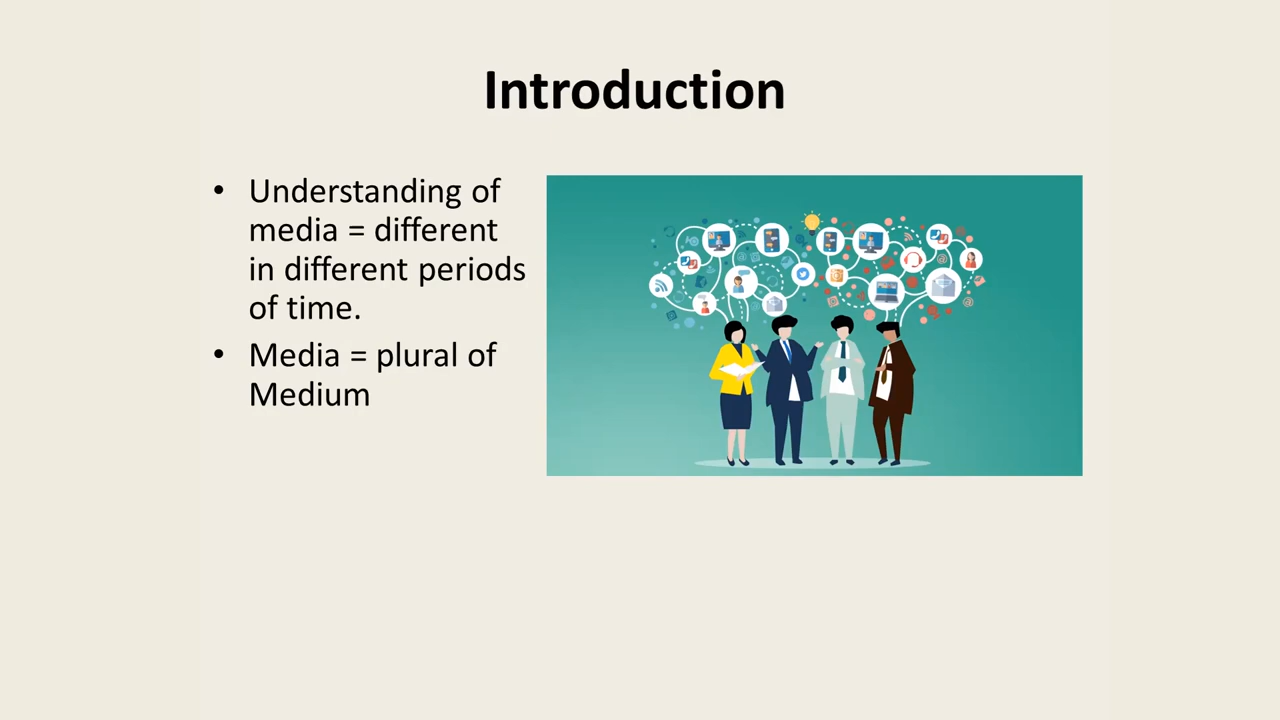 Introduction
• Understanding of
media = different
in different periods
of time.
• Media = plural of
Medium